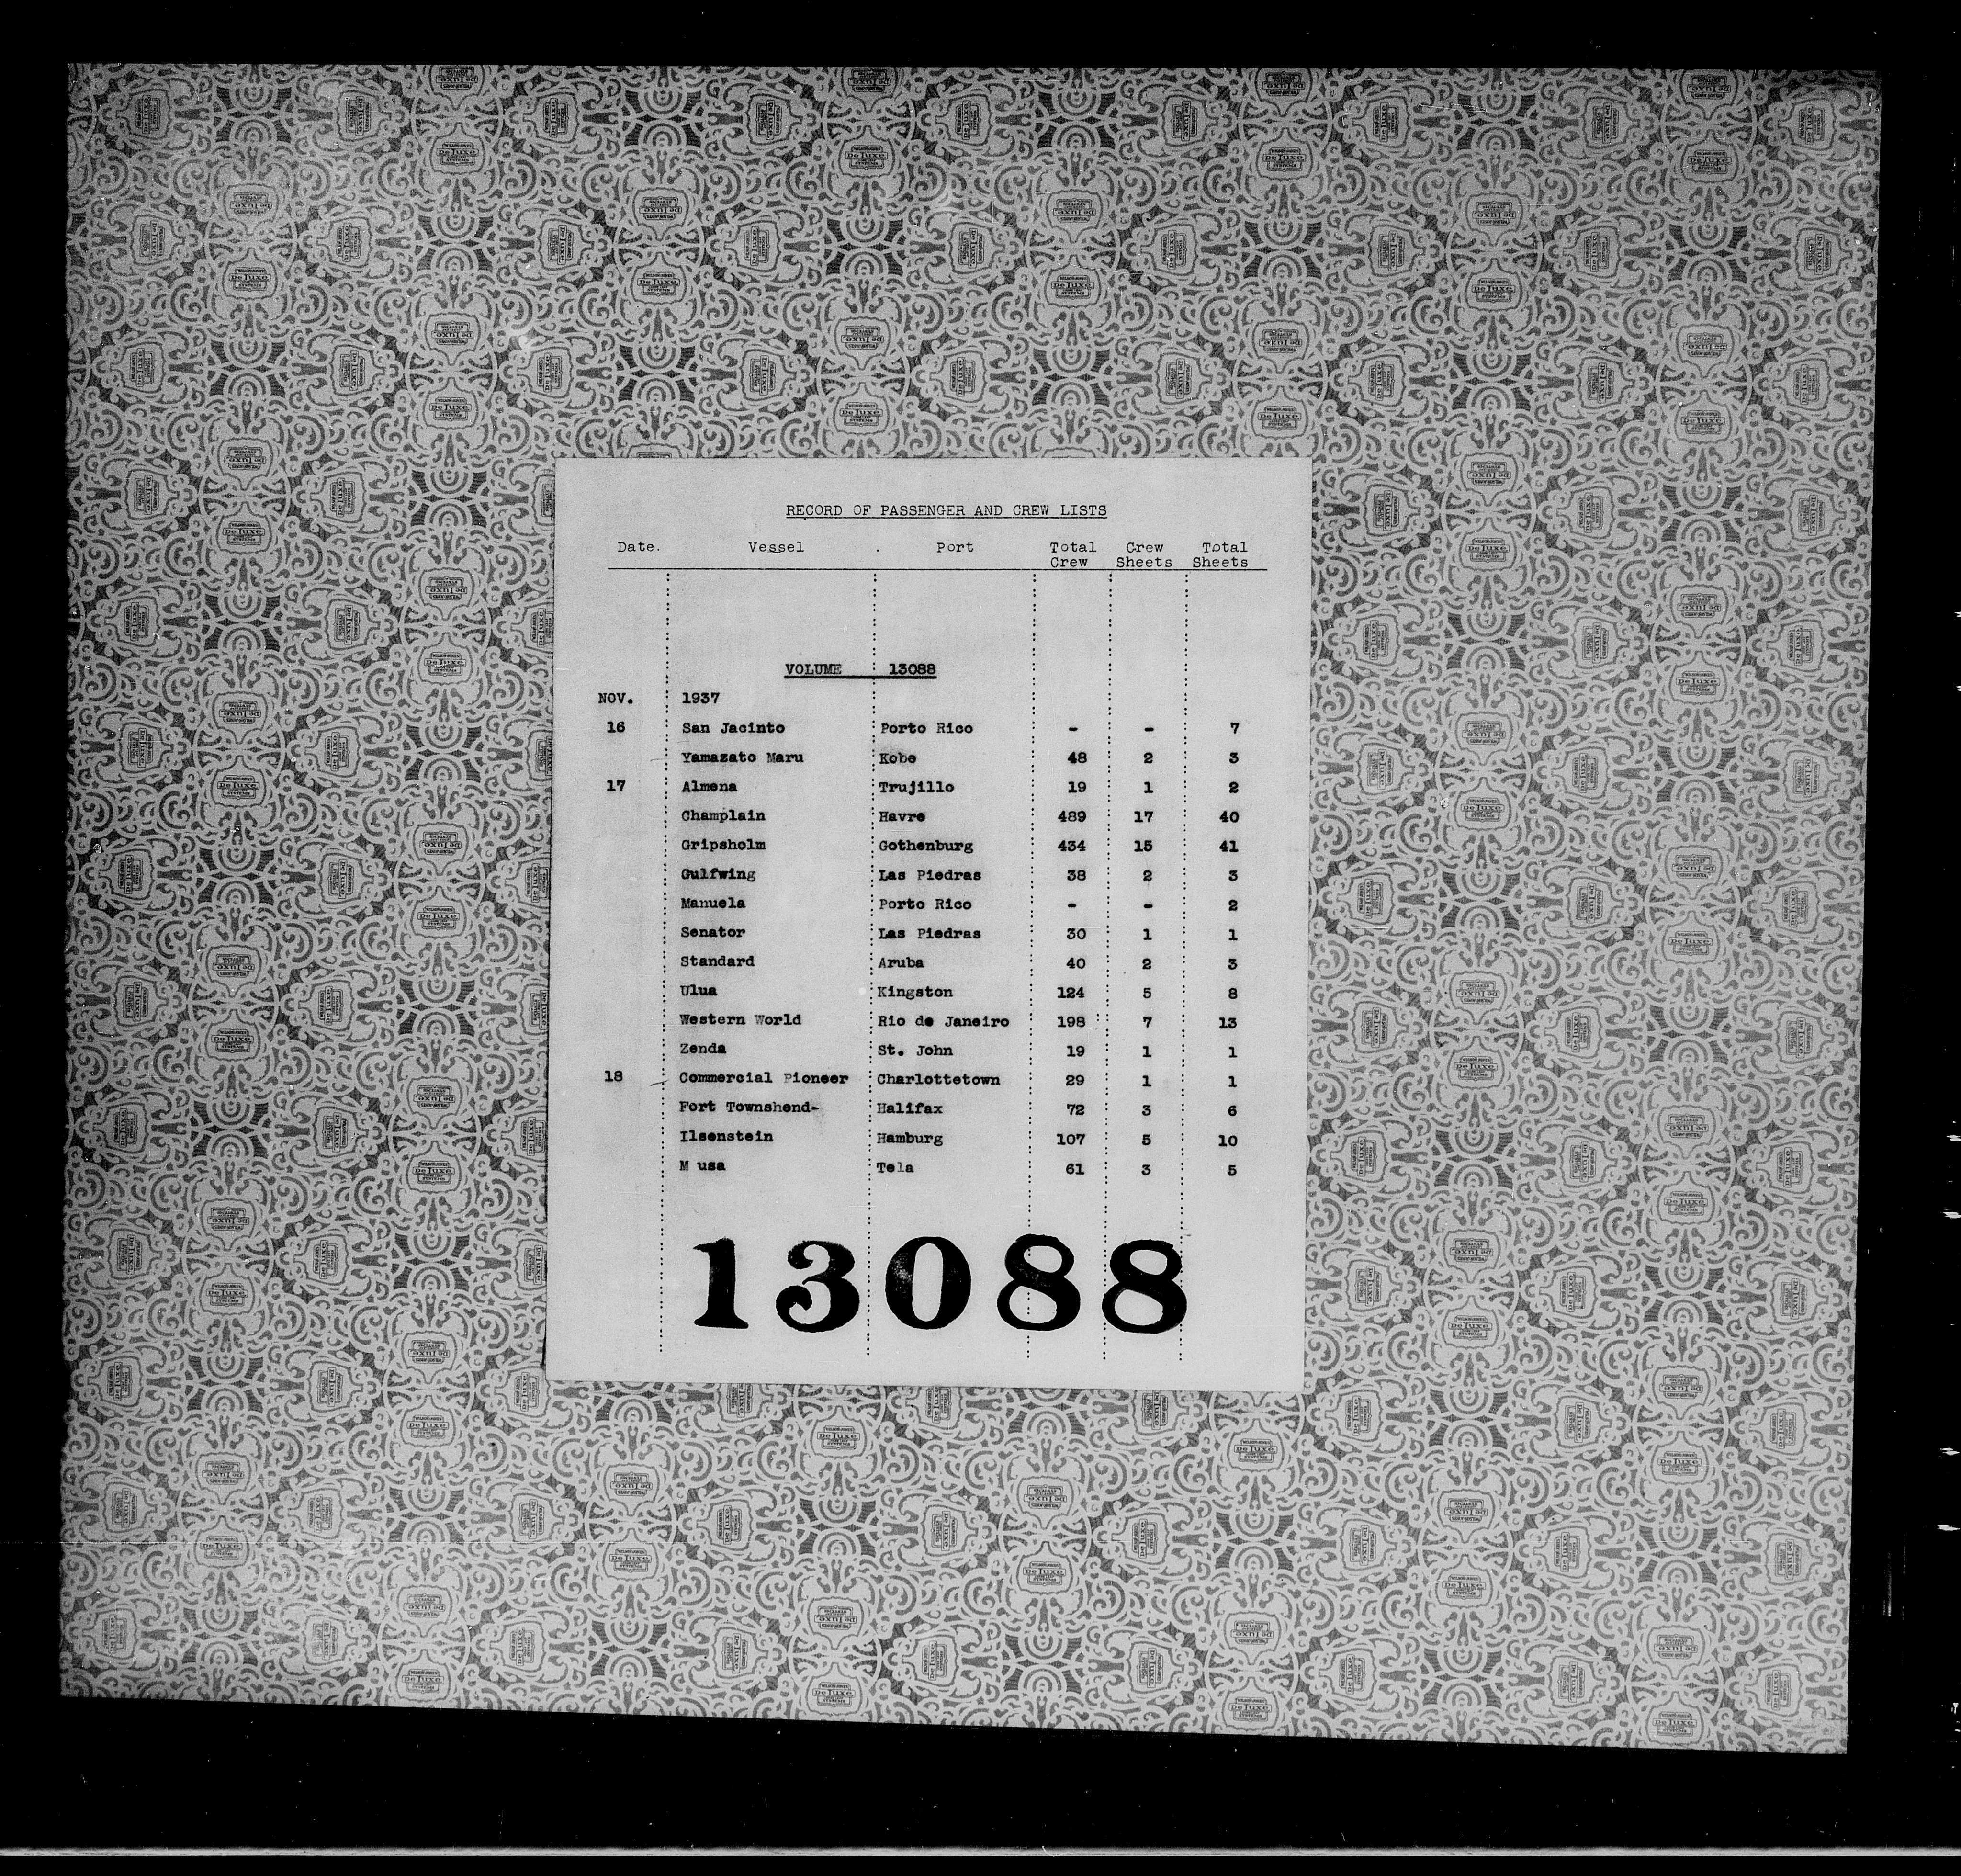 RECORD OF PASSENGER AND CREW LISTS
Date. Vessel . Port Total Crew Total
Crew Sheets Sheets
VOLUME 13088
NOV. 1937
16 San Jacinto Porto Rico - - 7
Yamazato Maru Kobe 48 2 3
17 Almena Trujillo 19 1 2
Champlain Havre 489 17 40
Gripsholm Gothenburg 434 15 41
Gulfwing Las Piedras 38 2 3
Manuela Porto Rico - - 2
Senator Las Piedras 30 1 1
Standard Aruba 40 2 3
Ulua Kingston 124 5 8
Western World Rio de Janeiro 198 7 13
Zenda St. John 19 1 1
18 Commercial Pioneer Charlottetown 29 1 1
Fort Townshend- Halifax 72 3 6
Ilsenstein Hamburg 107 5 10
M usa Tela 61 3 5
13088
De Luxe